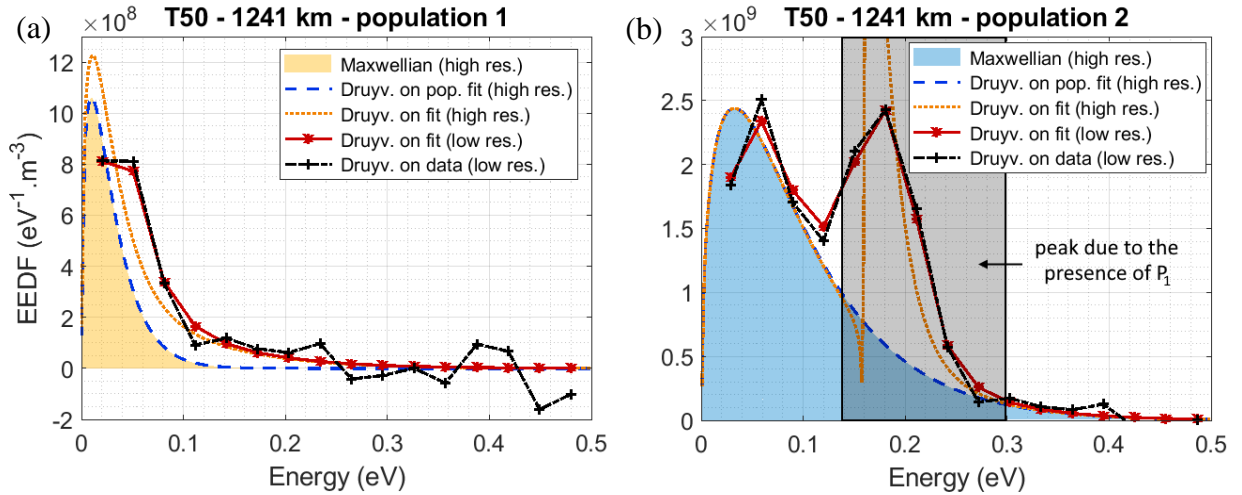 (a)
T50 - 1241 km - population 1
×10⁸
EEDF (eV⁻¹.m⁻³)
12
10
8
6
4
2
0
-2
0
0.1
0.2
0.3
0.4
0.5
Energy (eV)
Maxwellian (high res.)
Druyv. on pop. fit (high res.)
Druyv. on fit (high res.)
Druyv. on fit (low res.)
Druyv. on data (low res.)
(b)
T50 - 1241 km - population 2
×10⁹
3
2.5
2
1.5
1
0.5
0
0
0.1
0.2
0.3
0.4
0.5
Energy (eV)
Maxwellian (high res.)
Druyv. on pop. fit (high res.)
Druyv. on fit (high res.)
Druyv. on fit (low res.)
Druyv. on data (low res.)
peak due to the
presence of P₁